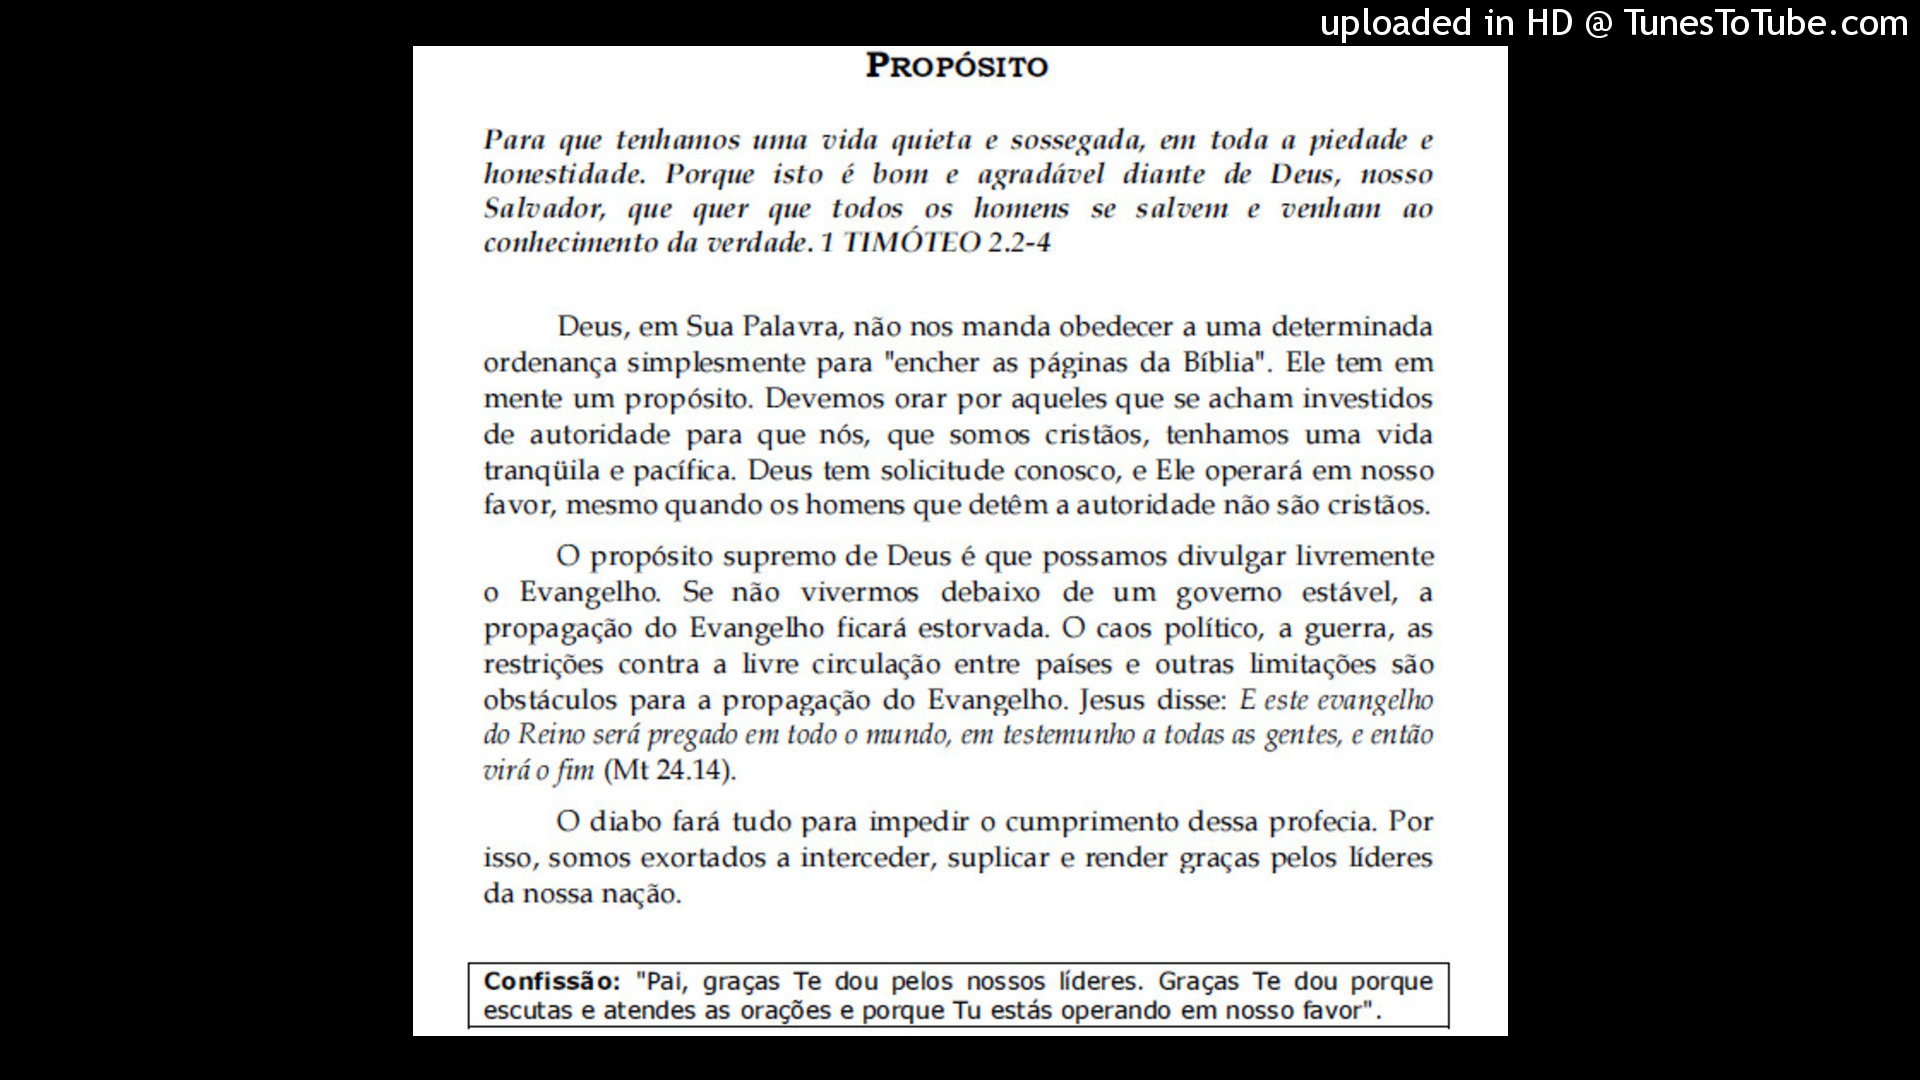 uploaded in HD @ TunesToTube.com
PROPÓSITO
Para que tenhamos uma vida quieta e sossegada, em toda a piedade e
honestidade. Porque isto é bom e agradável diante de Deus, nosso
Salvador, que quer que todos os homens se salvem e venham ao
conhecimento da verdade. 1 TIMÓTEO 2.2-4
Deus, em Sua Palavra, não nos manda obedecer a uma determinada
ordenança simplesmente para "encher as páginas da Bíblia". Ele tem em
mente um propósito. Devemos orar por aqueles que se acham investidos
de autoridade para que nós, que somos cristãos, tenhamos uma vida
tranqüila e pacífica. Deus tem solicitude conosco, e Ele operará em nosso
favor, mesmo quando os homens que detêm a autoridade não são cristãos.
O propósito supremo de Deus é que possamos divulgar livremente
o Evangelho. Se não vivermos debaixo de um governo estável, a
propagação do Evangelho ficará estorvada. O caos político, a guerra, as
restrições contra a livre circulação entre países e outras limitações são
obstáculos para a propagação do Evangelho. Jesus disse: E este evangelho
do Reino será pregado em todo o mundo, em testemunho a todas as gentes, e então
virá o fim (Mt 24.14).
O diabo fará tudo para impedir o cumprimento dessa profecia. Por
isso, somos exortados a interceder, suplicar e render graças pelos líderes
da nossa nação.
Confissão: "Pai, graças Te dou pelos nossos líderes. Graças Te dou porque
escutas e atendes as orações e porque Tu estás operando em nosso favor".